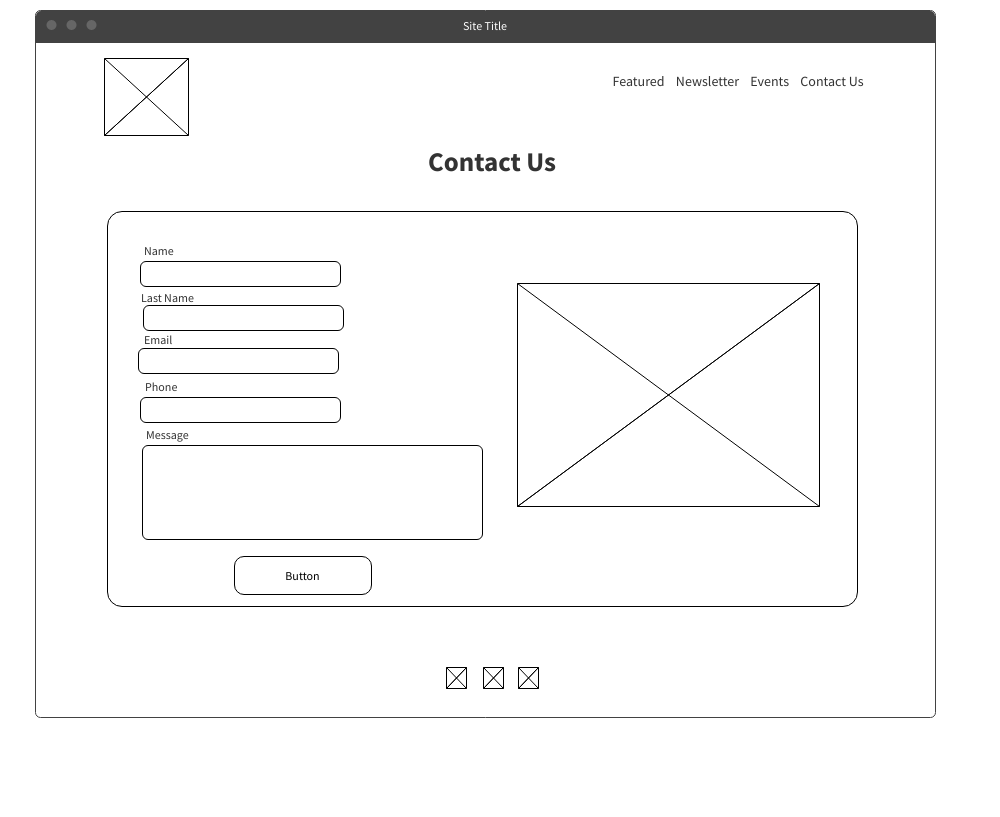 Site Title
Featured Newsletter Events Contact Us
Contact Us
Name
Last Name
Email
Phone
Message
Button